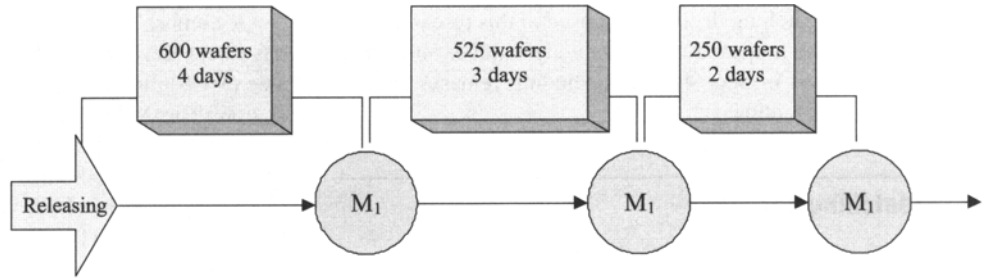 600 wafers
4 days
525 wafers
3 days
250 wafers
2 days
Releasing
M1
M1
M1